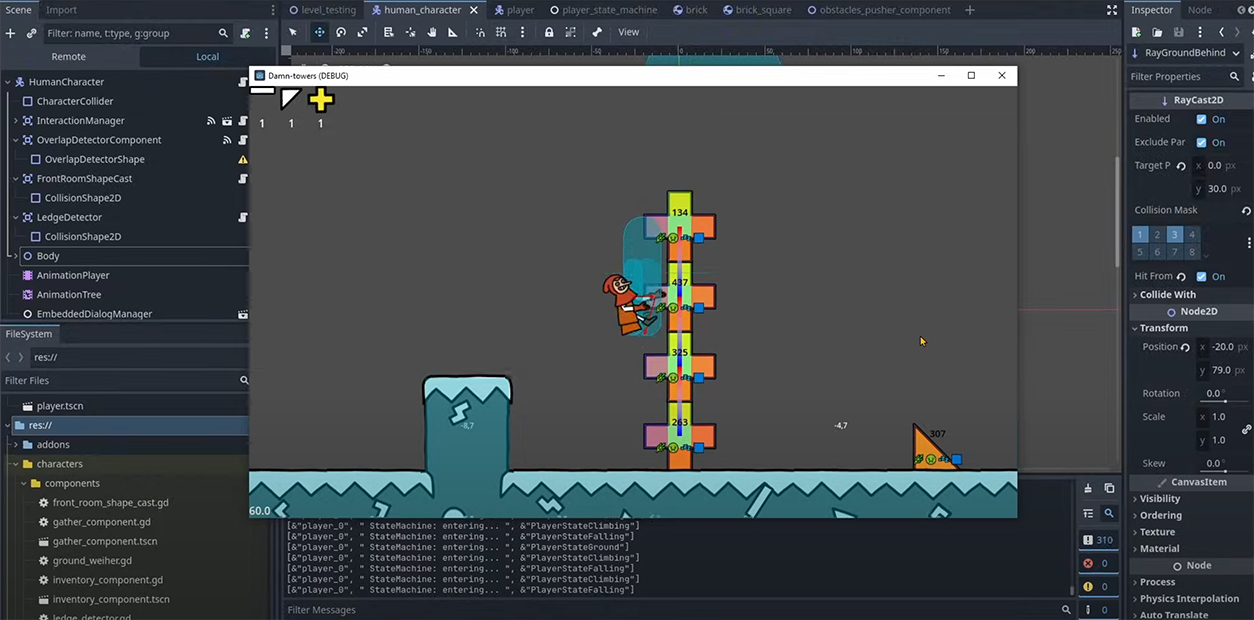 Scene Import
level_testing human_character player player_state_machine brick brick_square obstacles_pusher_component
Inspector Node
Filter: name, t:type, g:group
View
Remote Local
HumanCharacter
CharacterCollider
InteractionManager
OverlapDetectorComponent
OverlapDetectorShape
FrontRoomShapeCast
CollisionShape2D
LedgeDetector
CollisionShape2D
Body
AnimationPlayer
AnimationTree
EmbeddedDialogManager
FileSystem
res://
Filter Files
player.tscn
res://
addons
characters
components
front_room_shape_cast.gd
gather_component.gd
gather_component.tscn
ground_weiher.gd
inventory_component.gd
inventory_component.tscn
ledge_detector.gd
Damn-towers (DEBUG)
1 1 1
134
437
325
263
307
-8,7
-4,7
60.0
[&"player_0", " StateMachine: entering... ", &"PlayerStateClimbing"]
[&"player_0", " StateMachine: entering... ", &"PlayerStateFalling"]
[&"player_0", " StateMachine: entering... ", &"PlayerStateGround"]
[&"player_0", " StateMachine: entering... ", &"PlayerStateClimbing"]
[&"player_0", " StateMachine: entering... ", &"PlayerStateFalling"]
[&"player_0", " StateMachine: entering... ", &"PlayerStateClimbing"]
[&"player_0", " StateMachine: entering... ", &"PlayerStateFalling"]
Filter Messages
310
0
0
0
RayGroundBehind
Filter Properties
RayCast2D
Enabled On
Exclude Par On
Target P x 0.0 px
y 30.0 px
Collision Mask
1 2 3 4
5 6 7 8
Hit From On
Collide With
Node2D
Transform
Position x -20.0 px
y 79.0 px
Rotation 0.0°
Scale x 1.0
y 1.0
Skew 0.0°
CanvasItem
Visibility
Ordering
Texture
Material
Node
Process
Physics Interpolation
Auto Translate